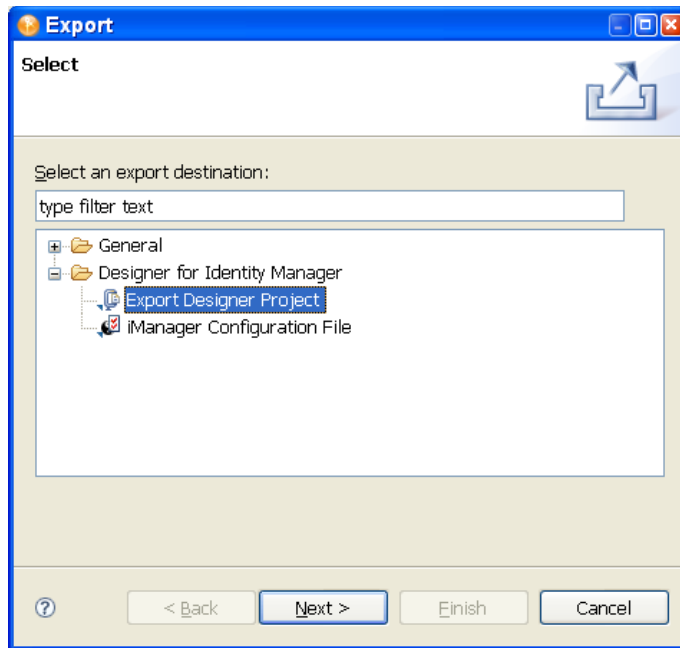 Export
Select
Select an export destination:
type filter text
General
Designer for Identity Manager
Export Designer Project
iManager Configuration File
< Back
Next >
Finish
Cancel